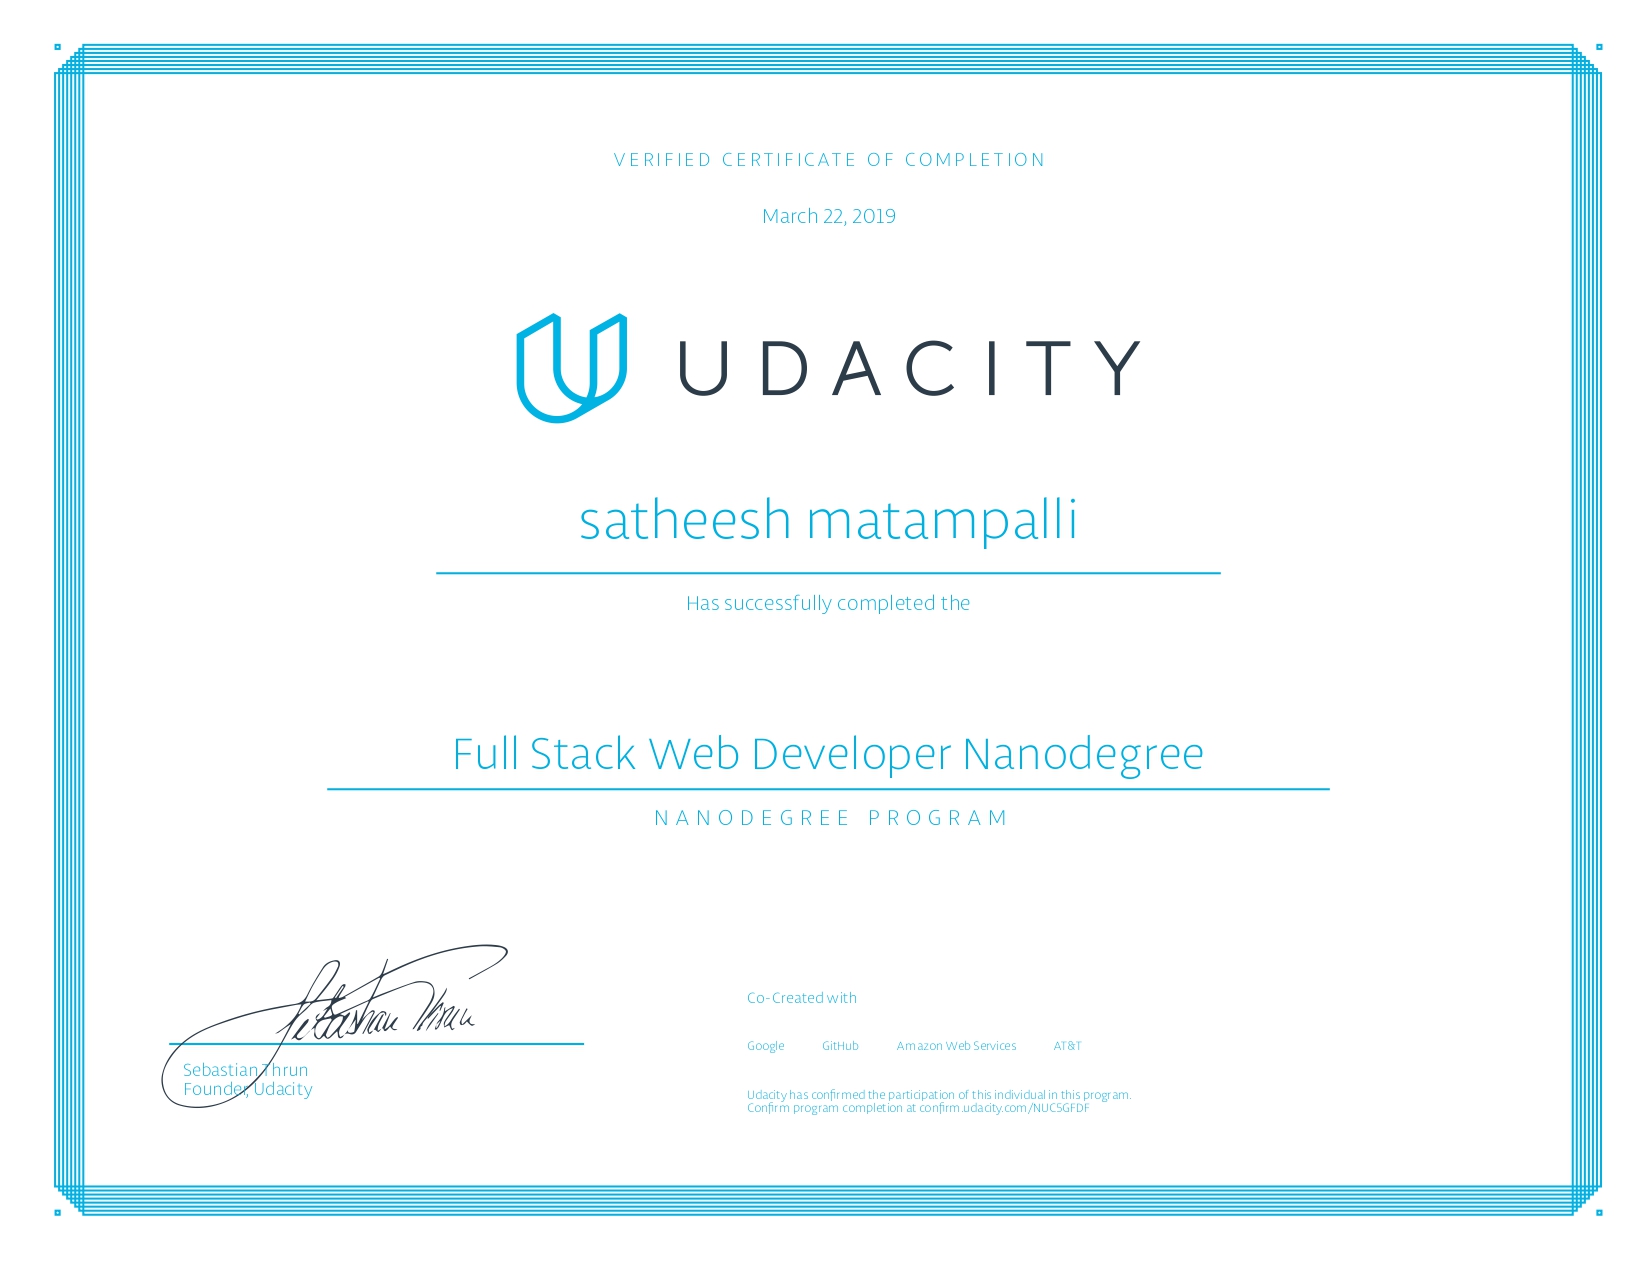 VERIFIED CERTIFICATE OF COMPLETION
March 22, 2019
UDACITY
satheesh matampalli
Has successfully completed the
Full Stack Web Developer Nanodegree
NANODEGREE PROGRAM
Sebastian Thrun
Sebastian Thrun
Founder, Udacity
Co-Created with
Google GitHub Amazon Web Services AT&T
Udacity has confirmed the participation of this individual in this program.
Confirm program completion at confirm.udacity.com/NUCSGFDF